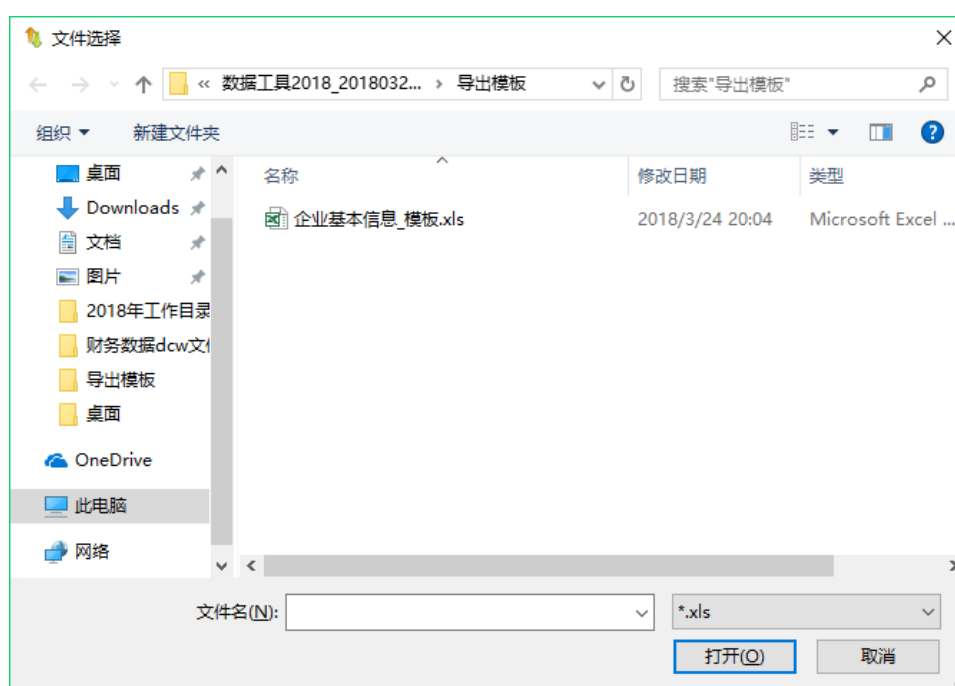 文件选择
« 数据工具2018_2018032... › 导出模板
搜索"导出模板"
组织
新建文件夹
桌面
Downloads
文档
图片
2018年工作目录
财务数据dcw文
导出模板
桌面
OneDrive
此电脑
网络
名称
修改日期
类型
企业基本信息_模板.xls
2018/3/24 20:04
Microsoft Excel ...
文件名(N):
*.xls
打开(O)
取消